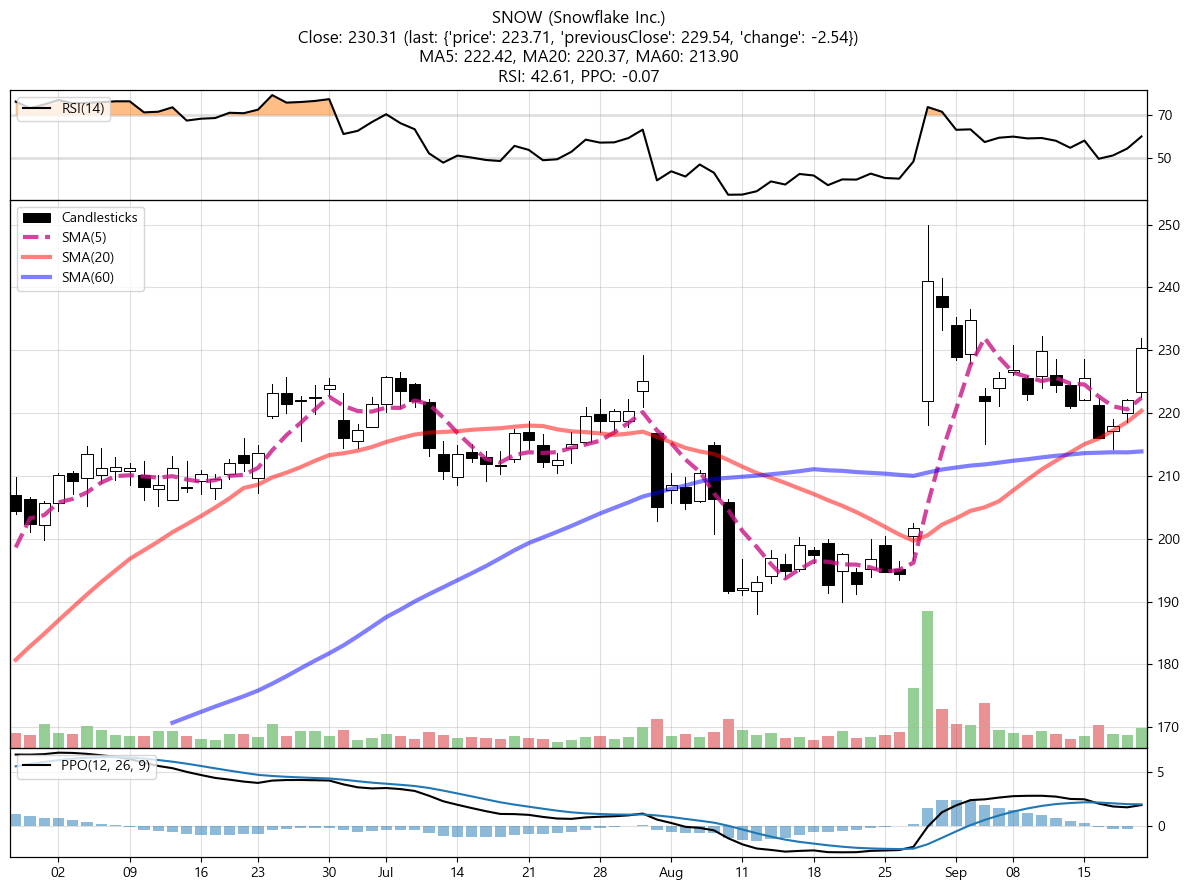 SNOW (Snowflake Inc.)
Close: 230.31 (last: {'price': 223.71, 'previousClose': 229.54, 'change': -2.54})
MA5: 222.42, MA20: 220.37, MA60: 213.90
RSI: 42.61, PPO: -0.07
RSI(14)
70
50
Candlesticks
SMA(5)
SMA(20)
SMA(60)
250
240
230
220
210
200
190
180
170
PPO(12, 26, 9)
5
0
02 09 16 23 30 Jul 14 21 28 Aug 11 18 25 Sep 08 15